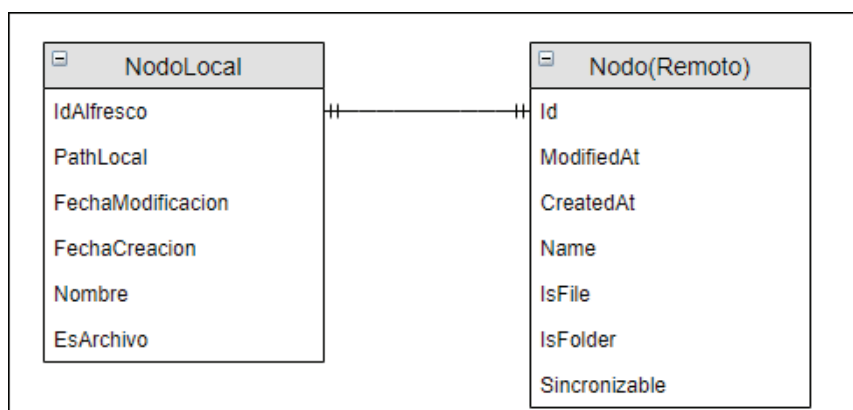 NodoLocal
IdAlfresco
PathLocal
FechaModificacion
FechaCreacion
Nombre
EsArchivo
Nodo(Remoto)
Id
ModifiedAt
CreatedAt
Name
IsFile
IsFolder
Sincronizable